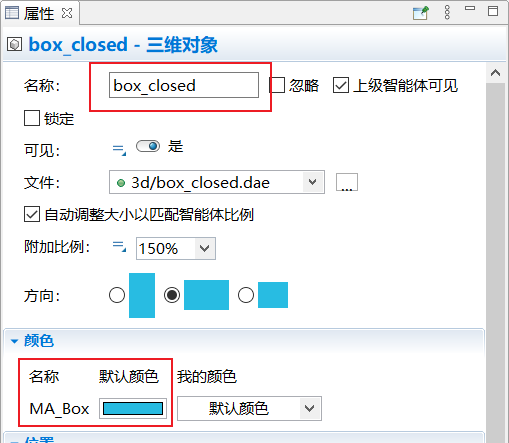 属性
box_closed - 三维对象
名称: box_closed 忽略 上级智能体可见
锁定
可见: 是
文件: 3d/box_closed.dae ...
自动调整大小以匹配智能体比例
附加比例: 150%
方向:
颜色
名称 默认颜色 我的颜色
MA_Box 默认颜色
位置